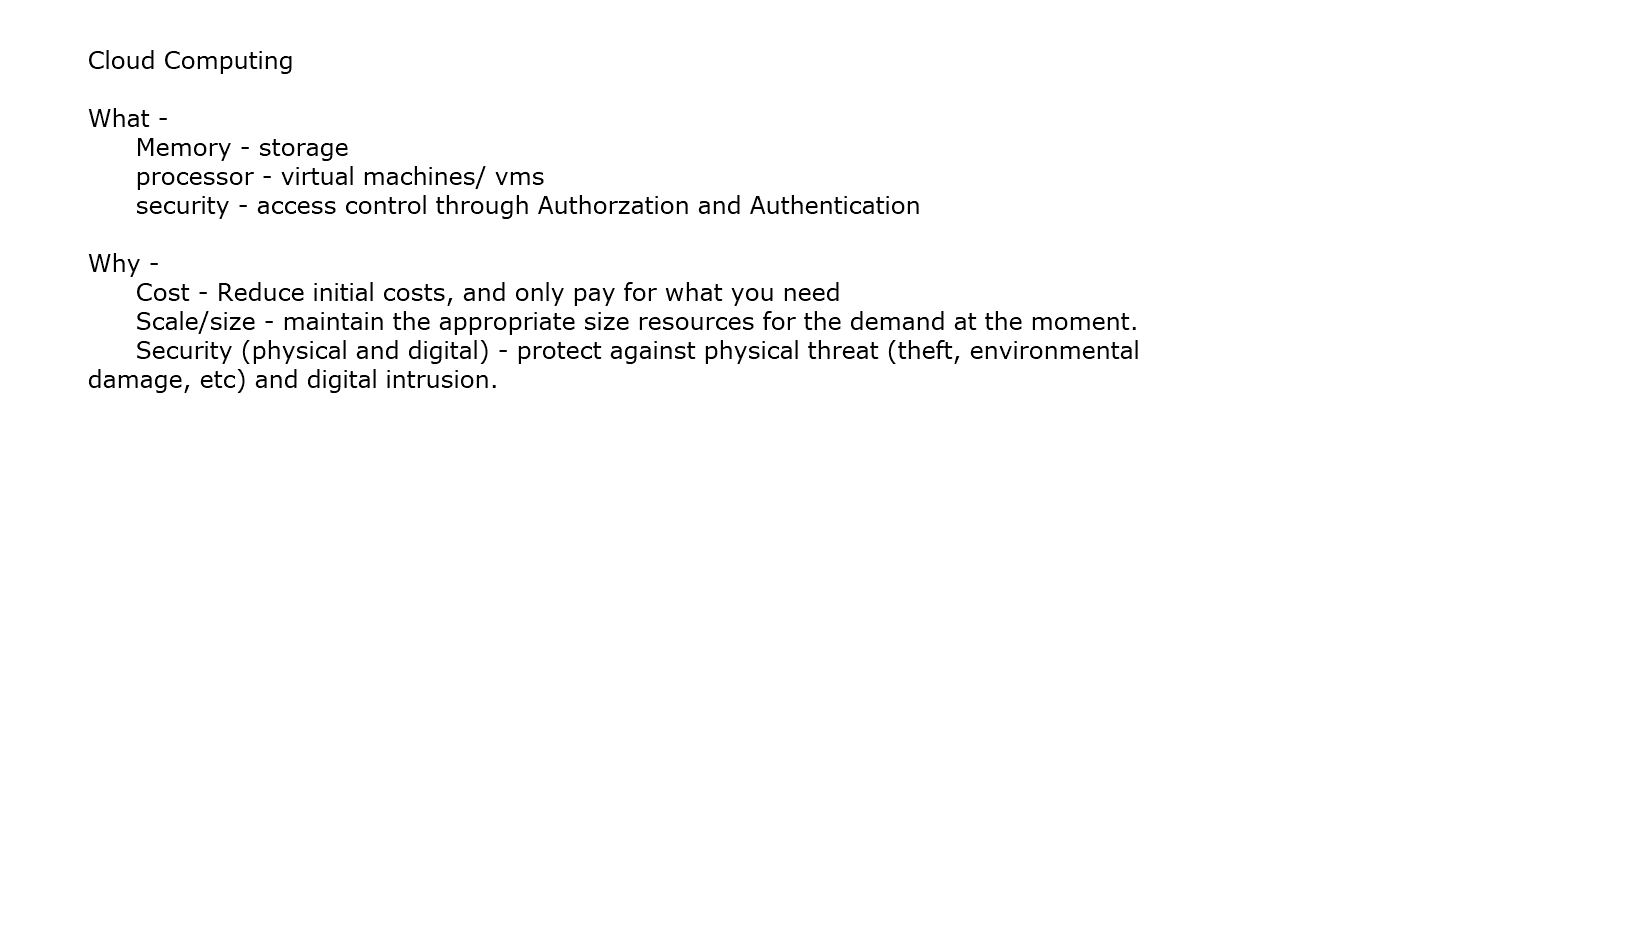 Cloud Computing
What -
Memory - storage
processor - virtual machines/ vms
security - access control through Authorzation and Authentication
Why -
Cost - Reduce initial costs, and only pay for what you need
Scale/size - maintain the appropriate size resources for the demand at the moment.
Security (physical and digital) - protect against physical threat (theft, environmental
damage, etc) and digital intrusion.